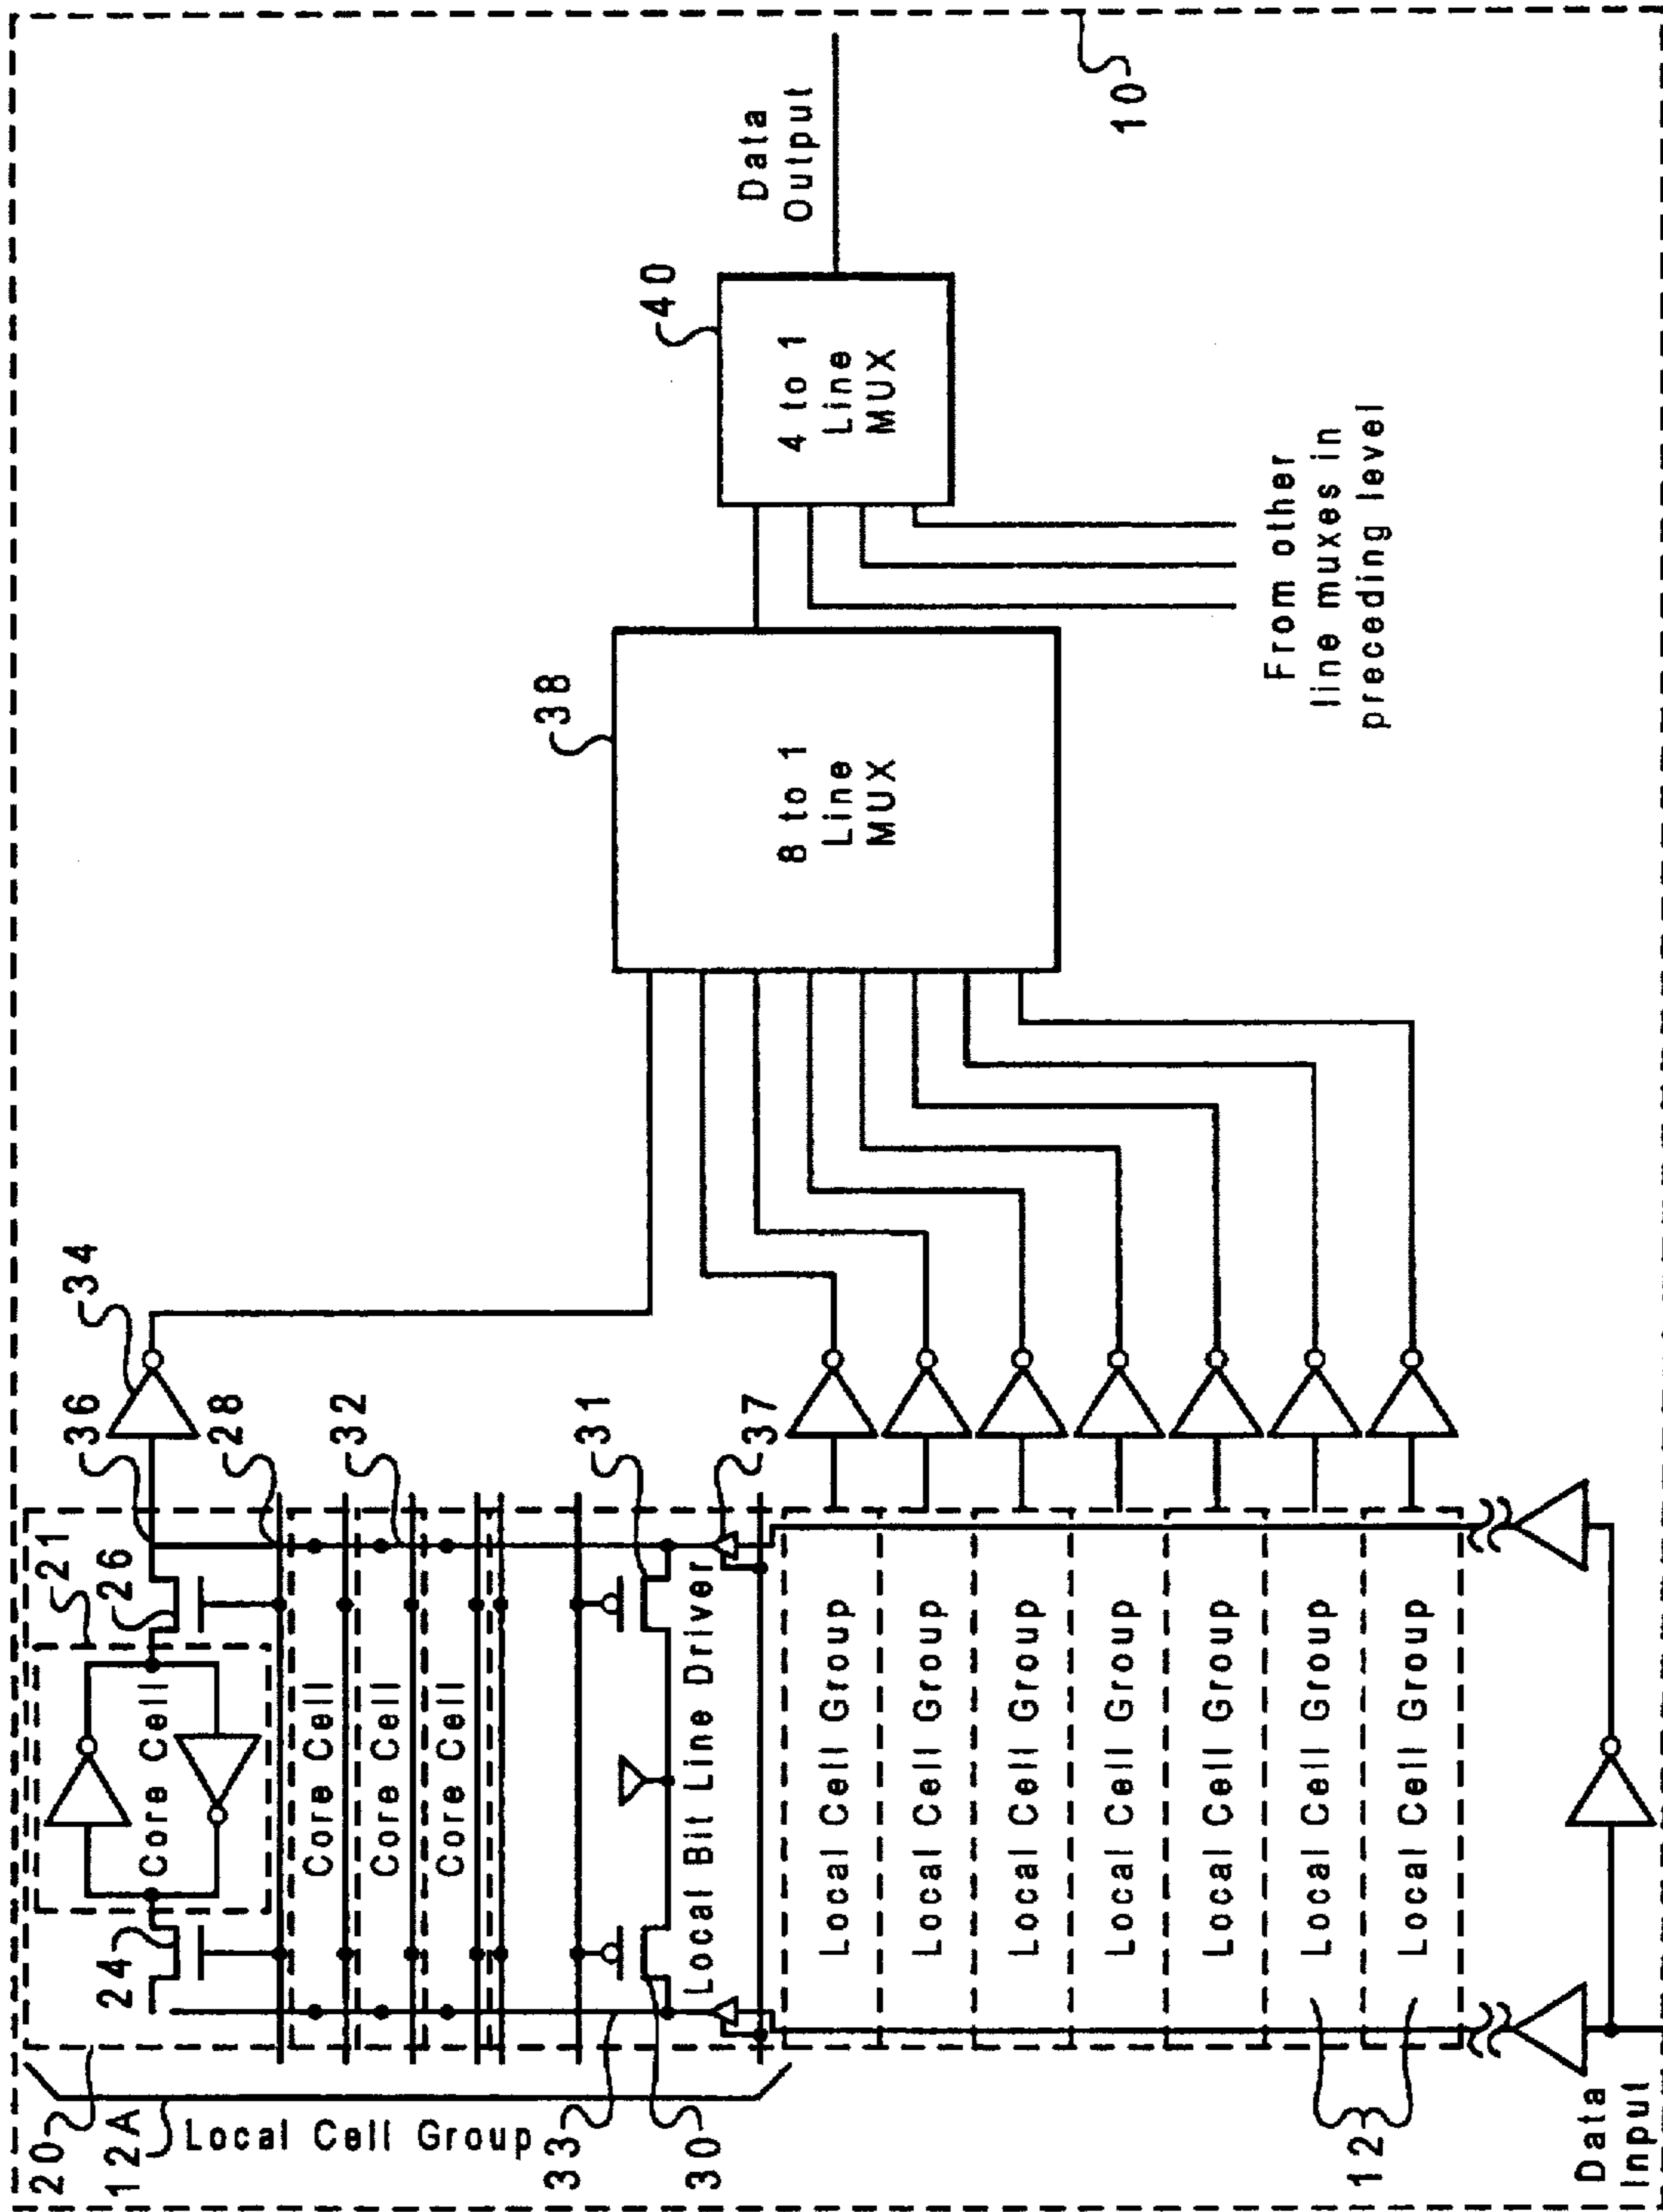 20
12A
Local Cell Group
33
30
12
Data
Input
24
21
26
36
28
32
31
37
34
Core Cell
Core Cell
Core Cell
Core Cell
Local Bit Line Driver
Local Cell Group
Local Cell Group
Local Cell Group
Local Cell Group
Local Cell Group
Local Cell Group
Local Cell Group
38
8 to 1
Line
MUX
40
4 to 1
Line
MUX
From other
line muxes in
preceding level
Data
Output
10